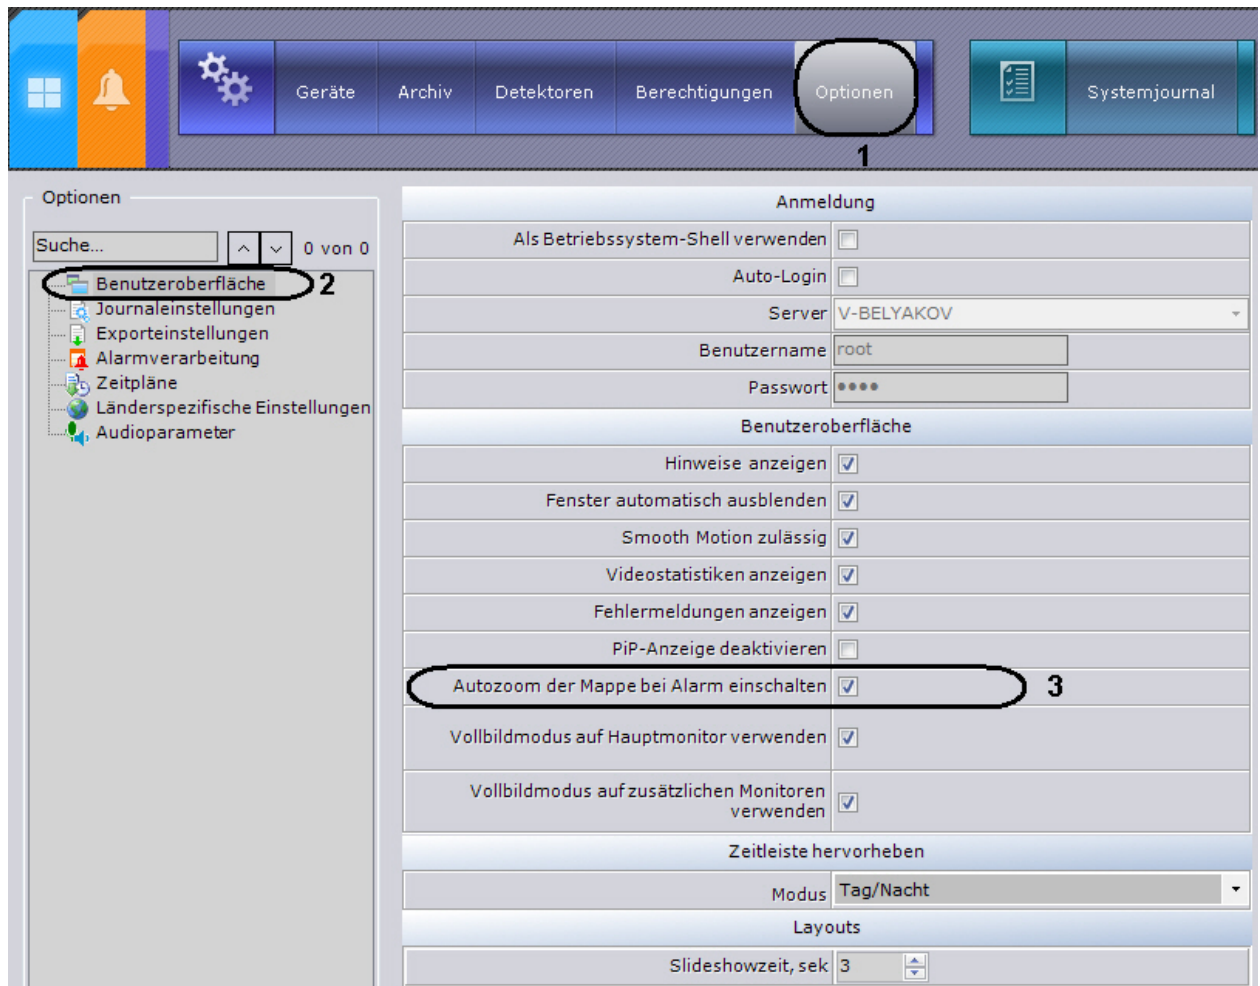 Geräte Archiv Detektoren Berechtigungen Optionen Systemjournal
1
Optionen
Suche... 0 von 0
Benutzeroberfläche 2
Journaleinstellungen
Exporteinstellungen
Alarmverarbeitung
Zeitpläne
Länderspezifische Einstellungen
Audioparameter
Anmeldung
Als Betriebssystem-Shell verwenden
Auto-Login
Server V-BELYAKOV
Benutzername root
Passwort ••••
Benutzeroberfläche
Hinweise anzeigen
Fenster automatisch ausblenden
Smooth Motion zulässig
Videostatistiken anzeigen
Fehlermeldungen anzeigen
PiP-Anzeige deaktivieren
Autozoom der Mappe bei Alarm einschalten 3
Vollbildmodus auf Hauptmonitor verwenden
Vollbildmodus auf zusätzlichen Monitoren
verwenden
Zeitleiste hervorheben
Modus Tag/Nacht
Layouts
Slideshowzeit, sek 3